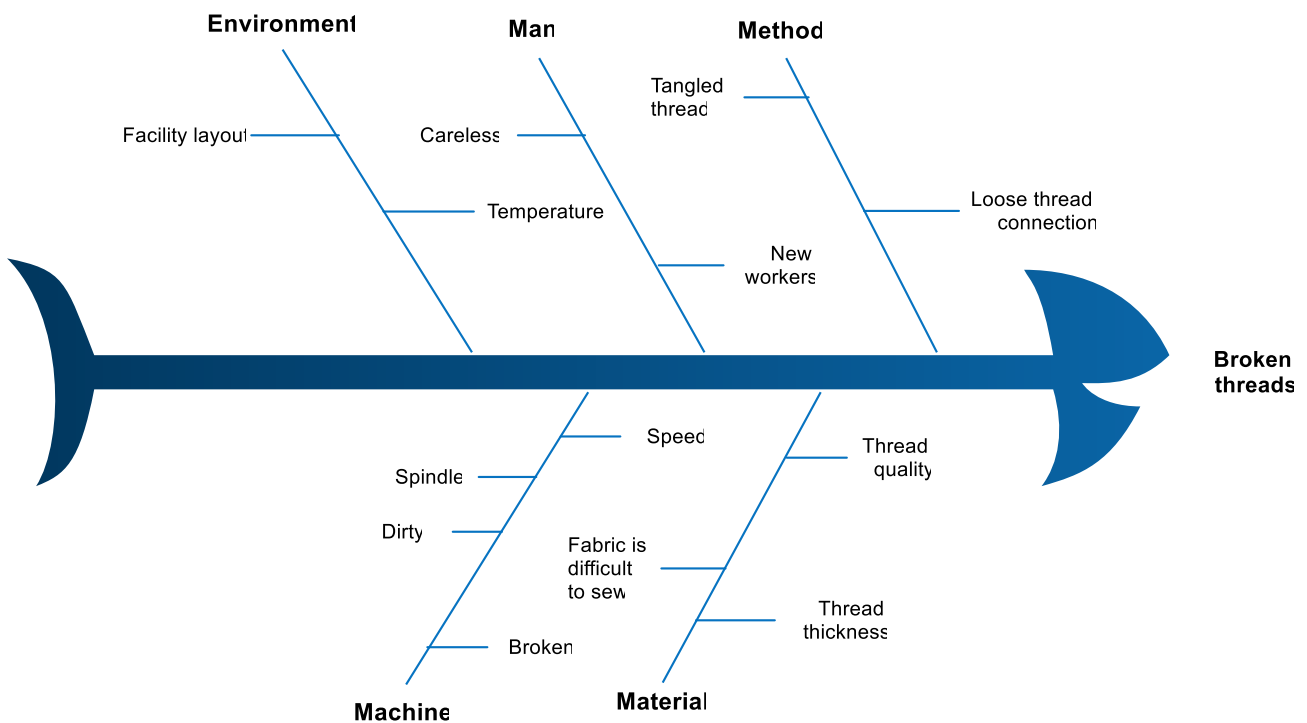 Environment
Man
Method
Tangled
thread
Facility layout
Careless
Temperature
Loose thread
connection
New
workers
Broken
threads
Speed
Thread
quality
Spindle
Dirty
Fabric is
difficult
to sew
Thread
thickness
Broken
Machine
Material